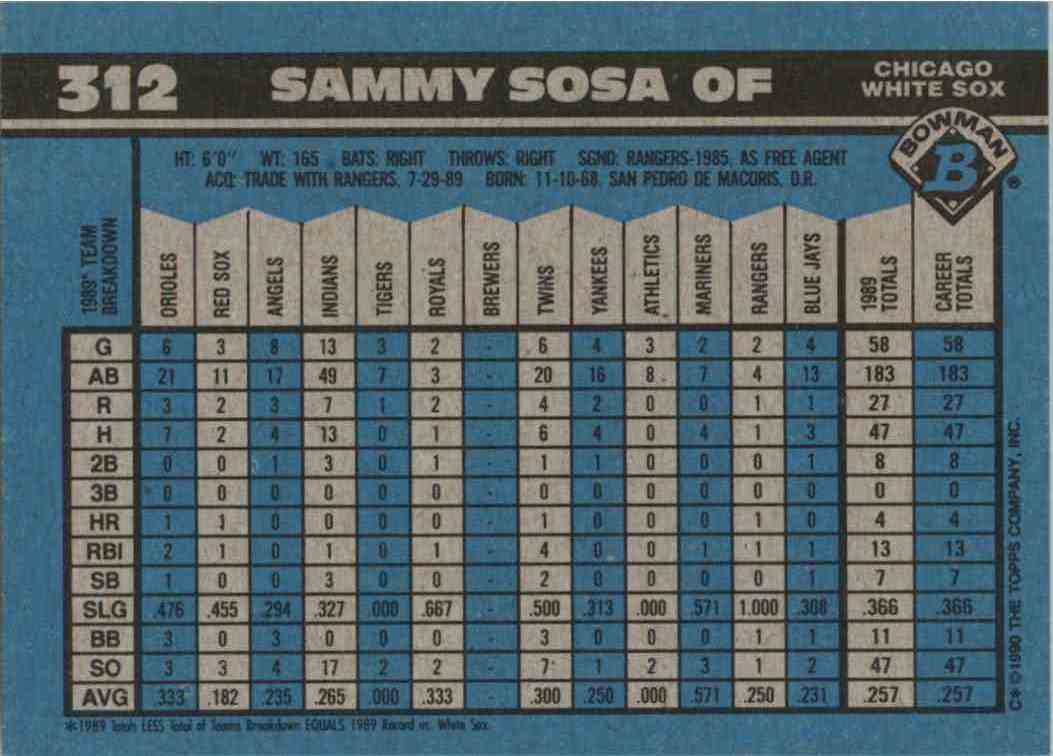 312 SAMMY SOSA OF CHICAGO WHITE SOX
BOWMAN B ®
HT: 6'0" WT: 165 BATS: RIGHT THROWS: RIGHT SGND: RANGERS-1985, AS FREE AGENT
ACQ: TRADE WITH RANGERS, 7-29-89 BORN: 11-10-68, SAN PEDRO DE MACORIS, D.R.
1989* TEAM BREAKDOWN ORIOLES RED SOX ANGELS INDIANS TIGERS ROYALS BREWERS TWINS YANKEES ATHLETICS MARINERS RANGERS BLUE JAYS 1989 TOTALS CAREER TOTALS
G 6 3 8 13 3 2 - 6 4 3 2 2 4 58 58
AB 21 11 17 49 7 3 - 20 16 8 7 4 13 183 183
R 3 2 3 7 1 2 - 4 2 0 0 1 1 27 27
H 7 2 4 13 0 1 - 6 4 0 4 1 3 47 47
2B 0 0 1 3 0 1 - 1 1 0 0 0 1 8 8
3B 0 0 0 0 0 0 - 0 0 0 0 0 0 0 0
HR 1 1 0 0 0 0 - 1 0 0 0 1 0 4 4
RBI 2 1 0 1 0 1 - 4 0 0 1 1 1 13 13
SB 1 0 0 3 0 0 - 2 0 0 0 0 1 7 7
SLG .476 .455 .294 .327 .000 .667 - .500 .313 .000 .571 1.000 .308 .366 .366
BB 3 0 3 0 0 0 - 3 0 0 0 1 1 11 11
SO 3 3 4 17 2 2 - 7 1 2 3 1 2 47 47
AVG .333 .182 .235 .265 .000 .333 - .300 .250 .000 .571 .250 .231 .257 .257
*1989 Totals LESS Total of Teams Breakdown EQUALS 1989 Record vs. White Sox.
C* © 1990 THE TOPPS COMPANY, INC.